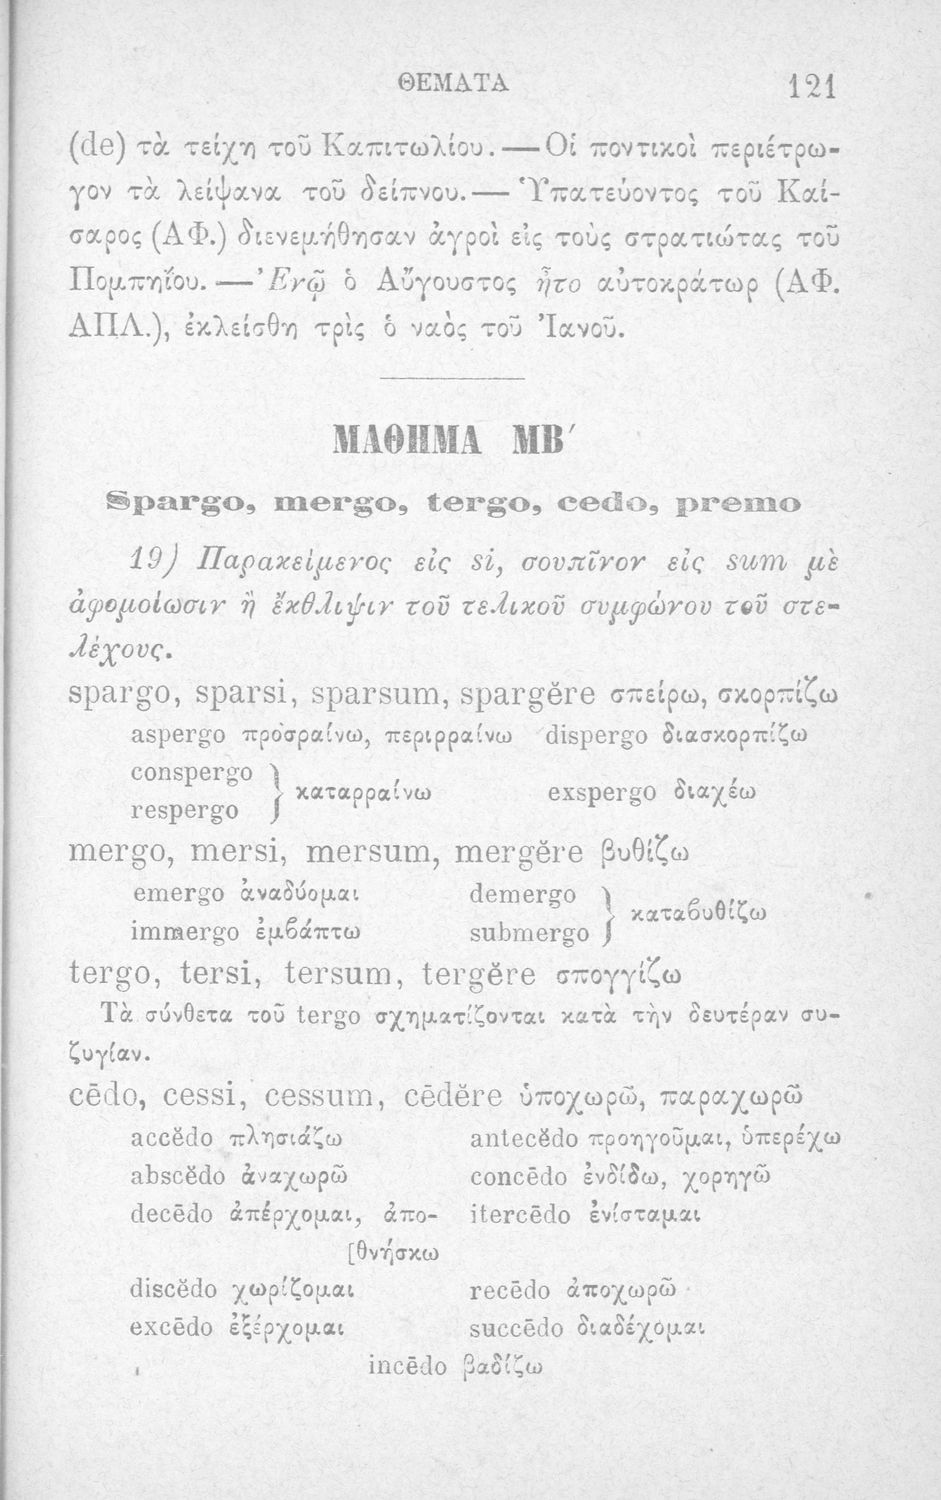 ΘΕΜΑΤΑ 121
(de) τὰ τείχη τοῦ Καπιτωλίου. — Οἱ ποντικοὶ περιέτρω-
γον τὰ λείψανα τοῦ δείπνου. — Ὑπατεύοντος τοῦ Καί-
σαρος (ΑΦ.) διενεμήθησαν ἀγροὶ εἰς τοὺς στρατιώτας τοῦ
Πομπηΐου. — Ἐνῷ ὁ Αὔγουστος ἦτο αὐτοκράτωρ (ΑΦ.
ΑΠΛ.), ἐκλείσθη τρὶς ὁ ναὸς τοῦ Ἰανοῦ.
ΜΑΘΗΜΑ ΜΒ΄
Spargo, mergo, tergo, cedo, premo
19) Παρακείμενος εἰς si, σουπῖνον εἰς sum μὲ
ἀφομοίωσιν ἢ ἔκθλιψιν τοῦ τελικοῦ συμφώνου τοῦ στε-
λέχους.
spargo, sparsi, sparsum, spargĕre σπείρω, σκορπίζω
aspergo προσραίνω, περιρραίνω dispergo διασκορπίζω
conspergo
respergo } καταρραίνω exspergo διαχέω
mergo, mersi, mersum, mergĕre βυθίζω
emergo ἀναδύομαι demergo
immergo ἐμβάπτω submergo } καταβυθίζω
tergo, tersi, tersum, tergĕre σπογγίζω
Τὰ σύνθετα τοῦ tergo σχηματίζονται κατὰ τὴν δευτέραν συ-
ζυγίαν.
cēdo, cessi, cessum, cēdĕre ὑποχωρῶ, παραχωρῶ
accēdo πλησιάζω antecēdo προηγοῦμαι, ὑπερέχω
abscēdo ἀναχωρῶ concēdo ἐνδίδω, χορηγῶ
decēdo ἀπέρχομαι, ἀπο- itercēdo ἐνίσταμαι
[θνήσκω
discēdo χωρίζομαι recēdo ἀποχωρῶ
excēdo ἐξέρχομαι succēdo διαδέχομαι
incēdo βαδίζω